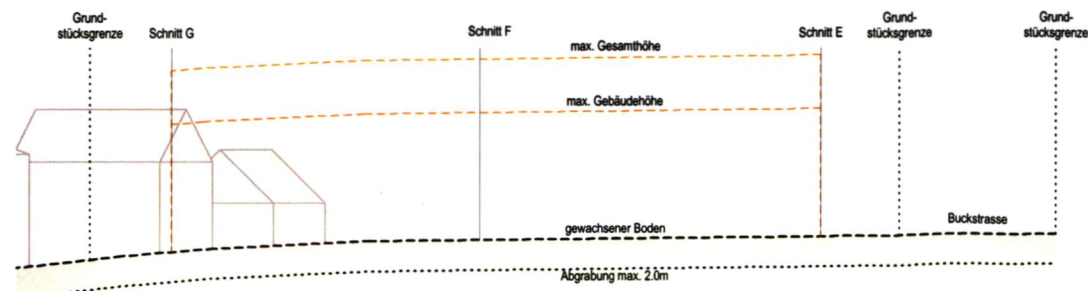 Grund-
stücksgrenze
Schnitt G
Schnitt F
Schnitt E
Grund-
stücksgrenze
Grund-
stücksgrenze
max. Gesamthöhe
max. Gebäudehöhe
gewachsener Boden
Buckstrasse
Abgrabung max. 2.0m